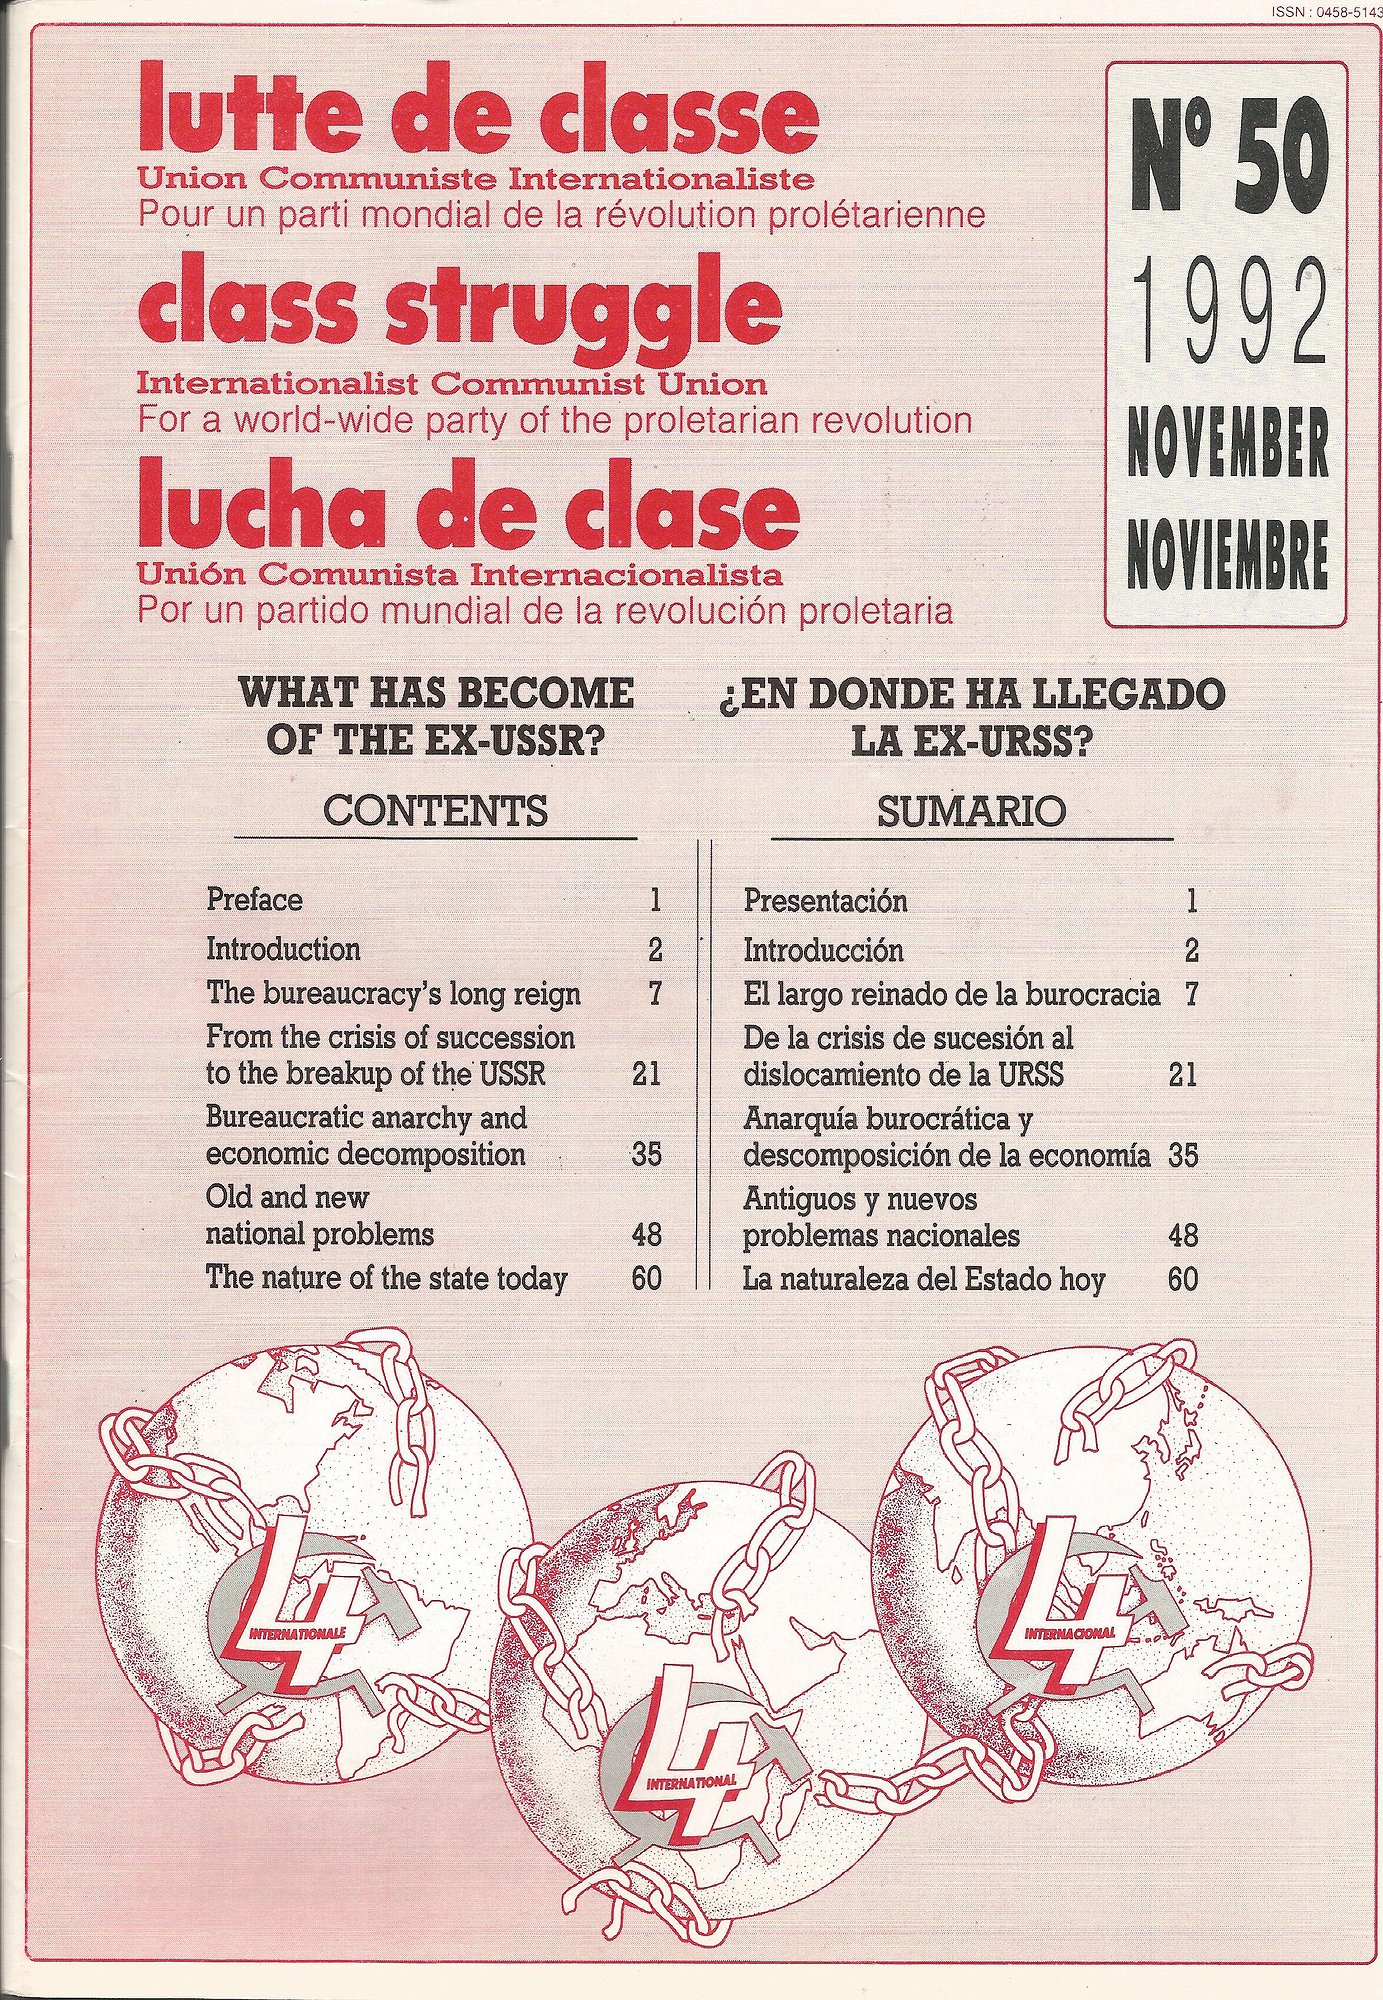 ISSN : 0458-5143
lutte de classe
Union Communiste Internationaliste
Pour un parti mondial de la révolution prolétarienne
class struggle
Internationalist Communist Union
For a world-wide party of the proletarian revolution
lucha de clase
Unión Comunista Internacionalista
Por un partido mundial de la revolución proletaria
Nº 50
1992
NOVEMBER
NOVIEMBRE
WHAT HAS BECOME
OF THE EX-USSR?
CONTENTS
Preface 1
Introduction 2
The bureaucracy's long reign 7
From the crisis of succession
to the breakup of the USSR 21
Bureaucratic anarchy and
economic decomposition 35
Old and new
national problems 48
The nature of the state today 60
¿EN DONDE HA LLEGADO
LA EX-URSS?
SUMARIO
Presentación 1
Introducción 2
El largo reinado de la burocracia 7
De la crisis de sucesión al
dislocamiento de la URSS 21
Anarquía burocrática y
descomposición de la economía 35
Antiguos y nuevos
problemas nacionales 48
La naturaleza del Estado hoy 60
4
INTERNATIONALE
4
INTERNATIONAL
4
INTERNACIONAL